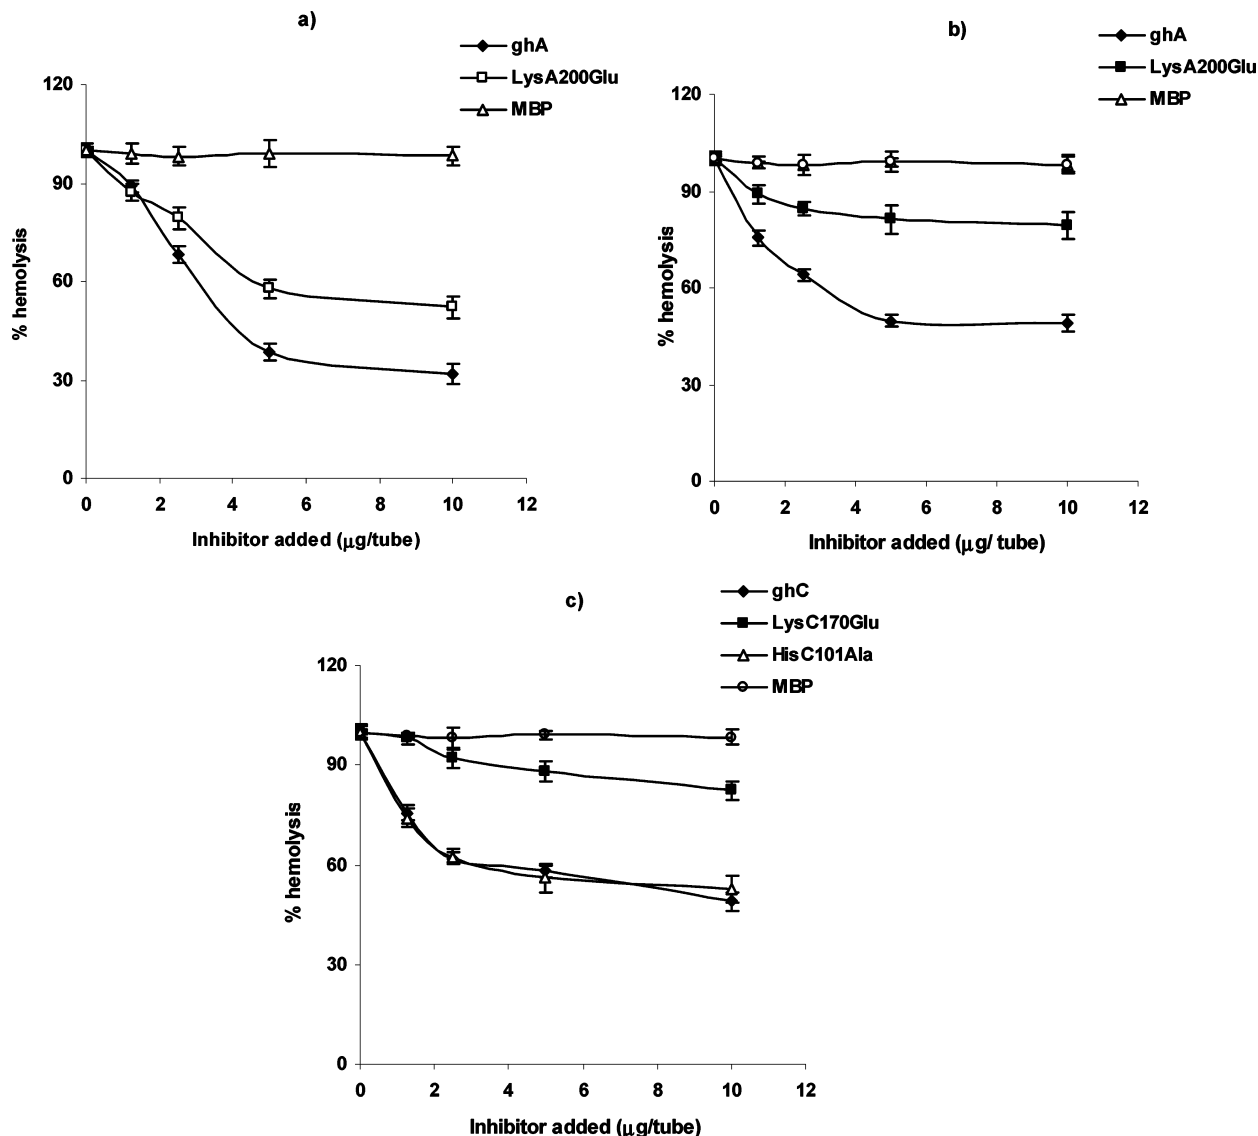 a)
ghA
LysA200Glu
MBP
120
90
60
30
0
% hemolysis
0 2 4 6 8 10 12
Inhibitor added (μg/tube)
b)
ghA
LysA200Glu
MBP
120
90
60
30
0
% hemolysis
0 2 4 6 8 10 12
Inhibitor added (μg/ tube)
c)
ghC
LysC170Glu
HisC101Ala
MBP
120
90
60
30
0
% hemolysis
0 2 4 6 8 10 12
Inhibitor added (μg/tube)